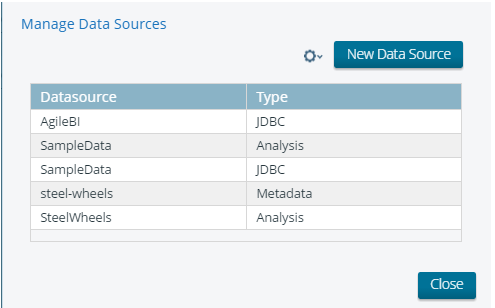 Manage Data Sources
New Data Source
Datasource Type
AgileBI JDBC
SampleData Analysis
SampleData JDBC
steel-wheels Metadata
SteelWheels Analysis
Close